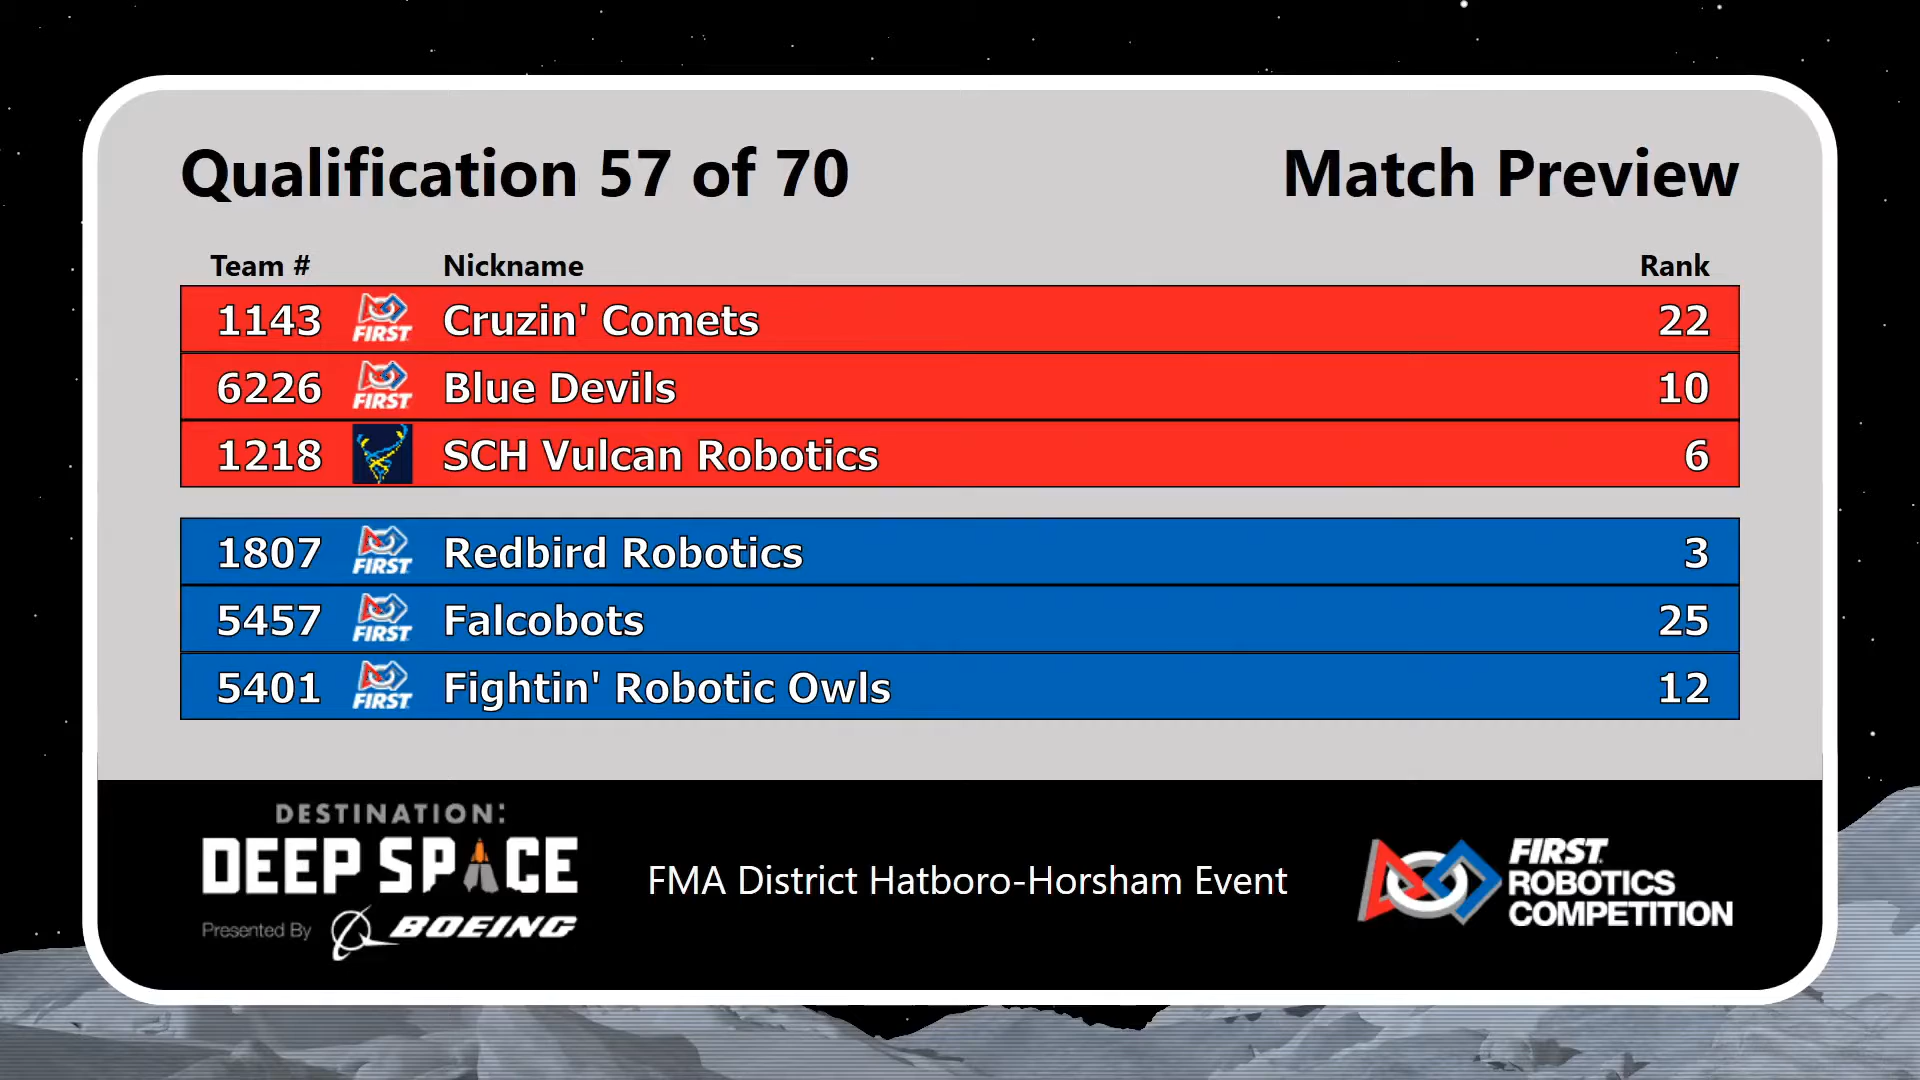 Qualification 57 of 70 Match Preview
Team # Nickname Rank
1143 FIRST Cruzin' Comets 22
6226 FIRST Blue Devils 10
1218 SCH Vulcan Robotics 6
1807 FIRST Redbird Robotics 3
5457 FIRST Falcobots 25
5401 FIRST Fightin' Robotic Owls 12
DESTINATION:
DEEP SPACE
Presented By BOEING
FMA District Hatboro-Horsham Event
FIRST
ROBOTICS
COMPETITION